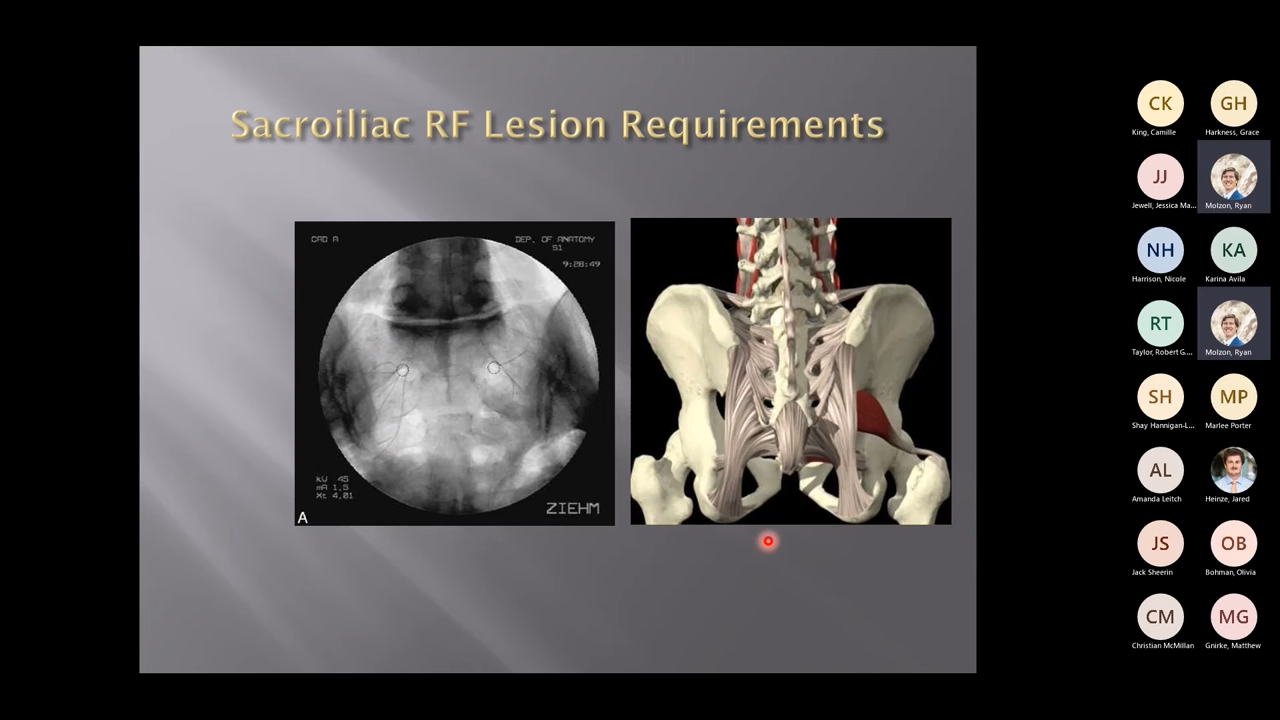 Sacroiliac RF Lesion Requirements
CAD A
DEP. OF ANATOMY
S1
9:28:49
kV 45
mA 1.5
Xt 4.01
ZIEHM
A
CK
King, Camille
GH
Harkness, Grace
JJ
Jewell, Jessica Ma...
Molzon, Ryan
NH
Harrison, Nicole
KA
Karina Avila
RT
Taylor, Robert G....
Molzon, Ryan
SH
Shay Hannigan-L...
MP
Marlee Porter
AL
Amanda Leitch
Heinze, Jared
JS
Jack Sheerin
OB
Bohman, Olivia
CM
Christian McMillan
MG
Gnirke, Matthew